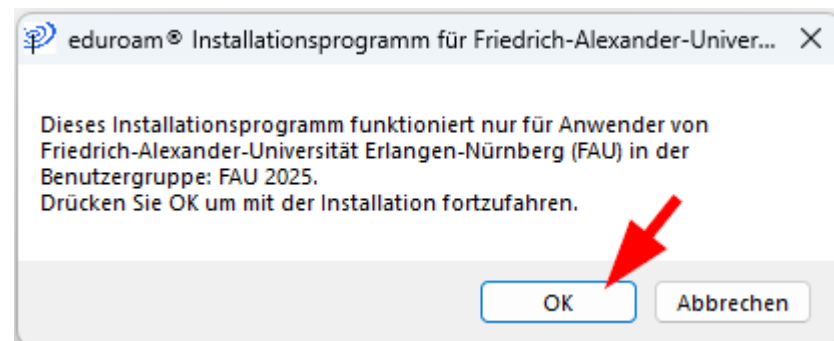 eduroam® Installationsprogramm für Friedrich-Alexander-Univer...
Dieses Installationsprogramm funktioniert nur für Anwender von
Friedrich-Alexander-Universität Erlangen-Nürnberg (FAU) in der
Benutzergruppe: FAU 2025.
Drücken Sie OK um mit der Installation fortzufahren.
OK
Abbrechen